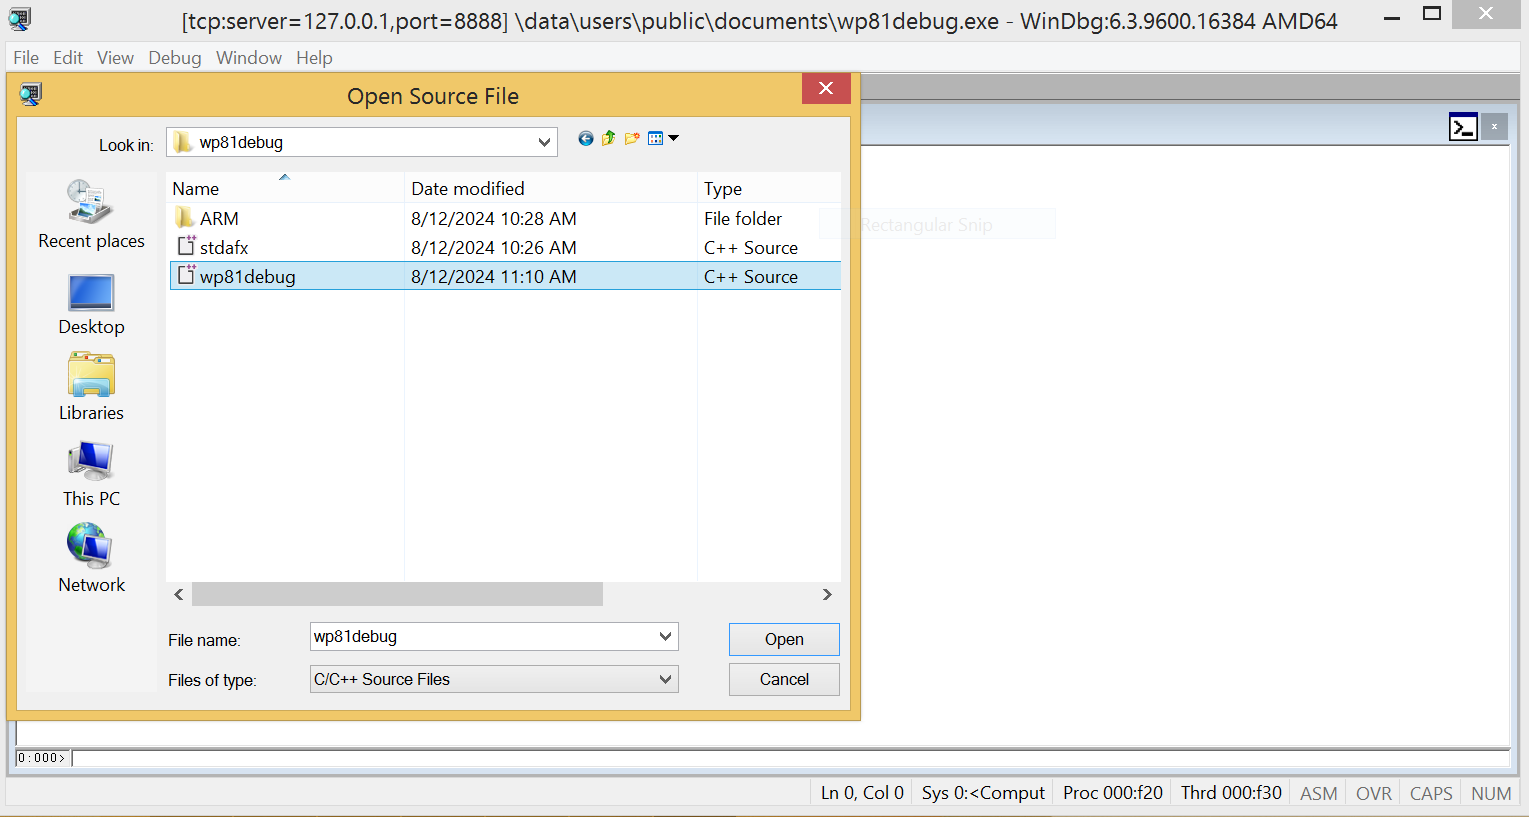 [tcp:server=127.0.0.1,port=8888] \data\users\public\documents\wp81debug.exe - WinDbg:6.3.9600.16384 AMD64
File Edit View Debug Window Help
Open Source File
Look in: wp81debug
Name Date modified Type
ARM 8/12/2024 10:28 AM File folder
stdafx 8/12/2024 10:26 AM C++ Source
wp81debug 8/12/2024 11:10 AM C++ Source
Rectangular Snip
Recent places
Desktop
Libraries
This PC
Network
File name: wp81debug Open
Files of type: C/C++ Source Files Cancel
0:000>
Ln 0, Col 0 Sys 0:<Comput Proc 000:f20 Thrd 000:f30 ASM OVR CAPS NUM